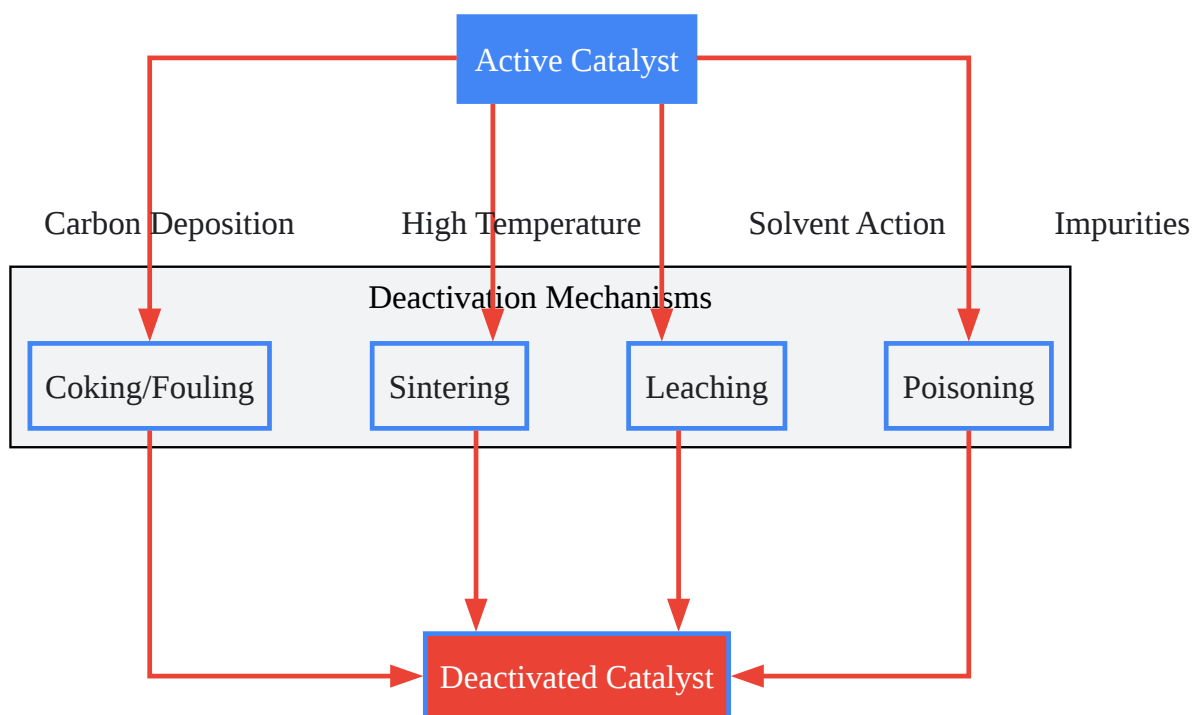 Active Catalyst
Carbon Deposition
High Temperature
Solvent Action
Impurities
Deactivation Mechanisms
Coking/Fouling
Sintering
Leaching
Poisoning
Deactivated Catalyst